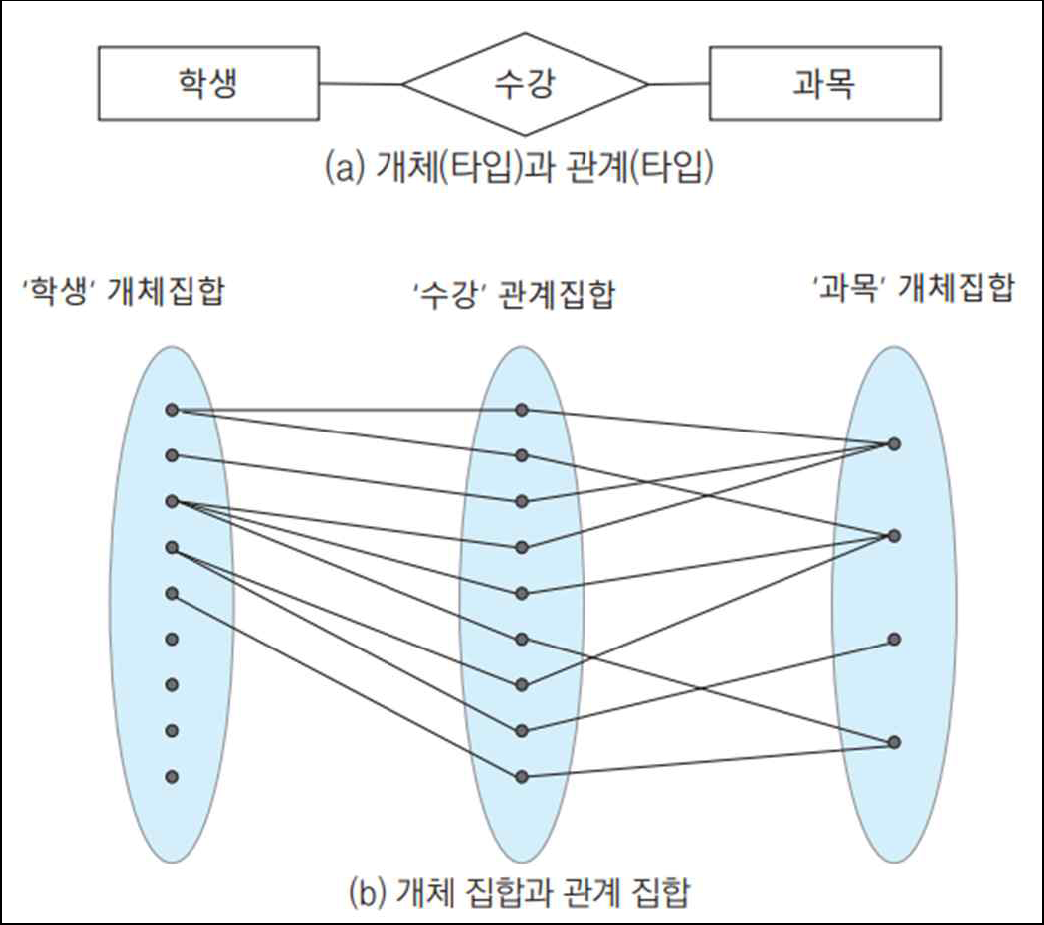 학생
수강
과목
(a) 개체(타입)과 관계(타입)
‘학생‘ 개체집합
‘수강’ 관계집합
‘과목’ 개체집합
(b) 개체 집합과 관계 집합